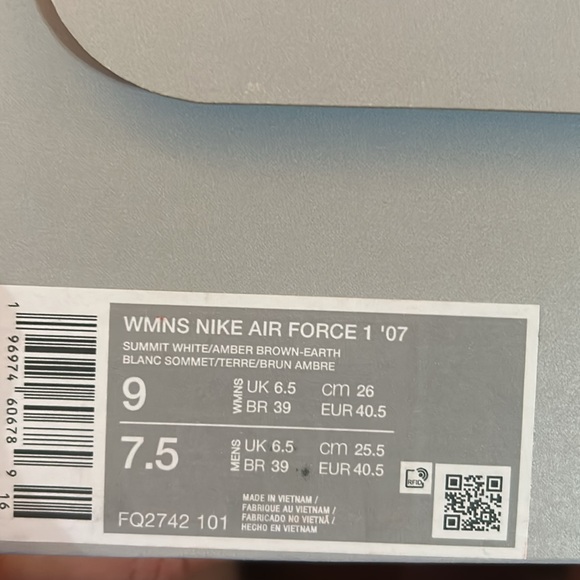 WMNS NIKE AIR FORCE 1 '07
SUMMIT WHITE/AMBER BROWN-EARTH
BLANC SOMMET/TERRE/BRUN AMBRE
9 WMNS UK 6.5 cm 26
BR 39 EUR 40.5
7.5 MENS UK 6.5 cm 25.5
BR 39 EUR 40.5
RFID
MADE IN VIETNAM /
FABRIQUE AU VIETNAM /
FABRICADO NO VIETNÃ /
HECHO EN VIETNAM
FQ2742 101
1 96974 60678 9 16